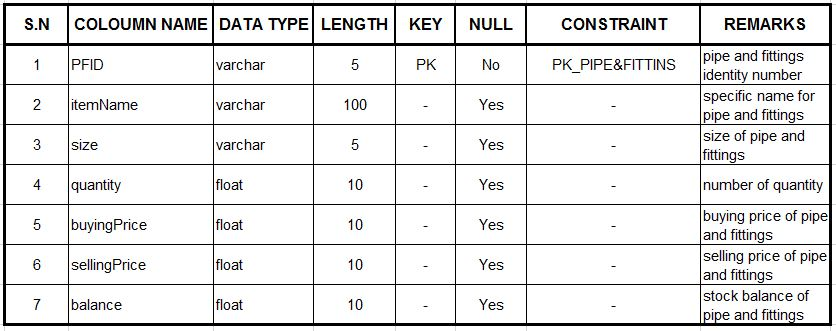 S.N COLOUMN NAME DATA TYPE LENGTH KEY NULL CONSTRAINT REMARKS
1 PFID varchar 5 PK No PK_PIPE&FITTINS pipe and fittings
identity number
2 itemName varchar 100 - Yes - specific name for
pipe and fittings
3 size varchar 5 - Yes - size of pipe and
fittings
4 quantity float 10 - Yes - number of quantity
5 buyingPrice float 10 - Yes - buying price of pipe
and fittings
6 sellingPrice float 10 - Yes - selling price of pipe
and fittings
7 balance float 10 - Yes - stock balance of
pipe and fittings